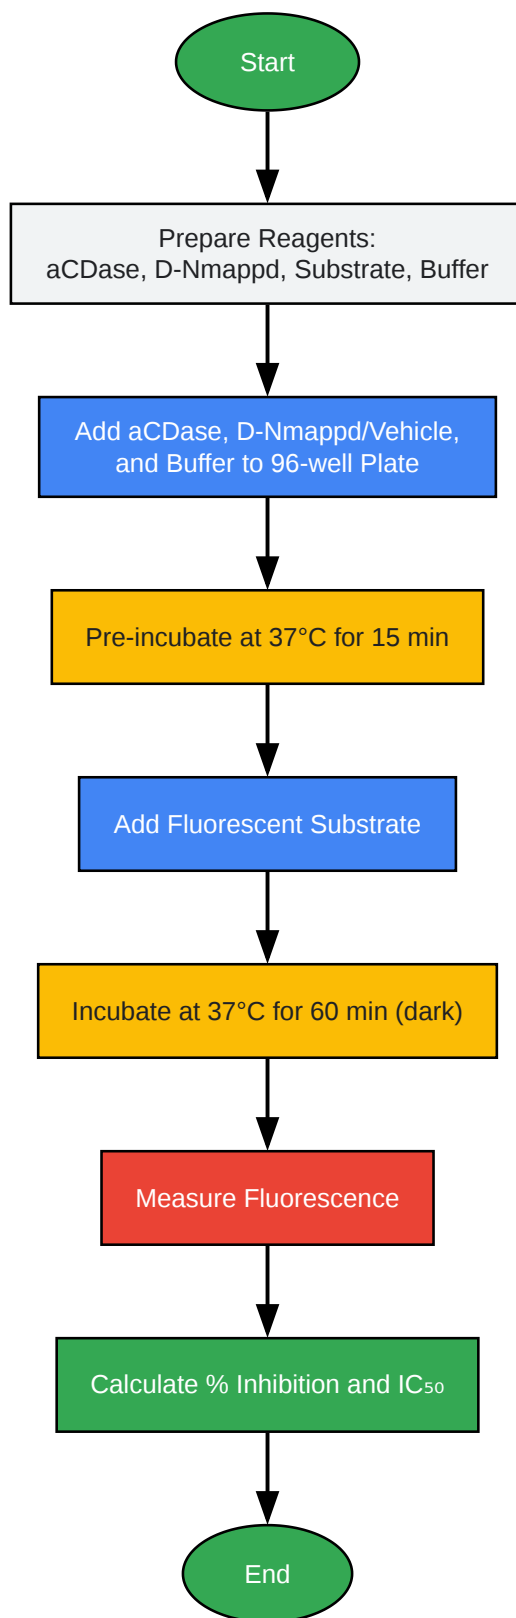 Start
Prepare Reagents:
aCDase, D-Nmappd, Substrate, Buffer
Add aCDase, D-Nmappd/Vehicle,
and Buffer to 96-well Plate
Pre-incubate at 37°C for 15 min
Add Fluorescent Substrate
Incubate at 37°C for 60 min (dark)
Measure Fluorescence
Calculate % Inhibition and IC₅₀
End